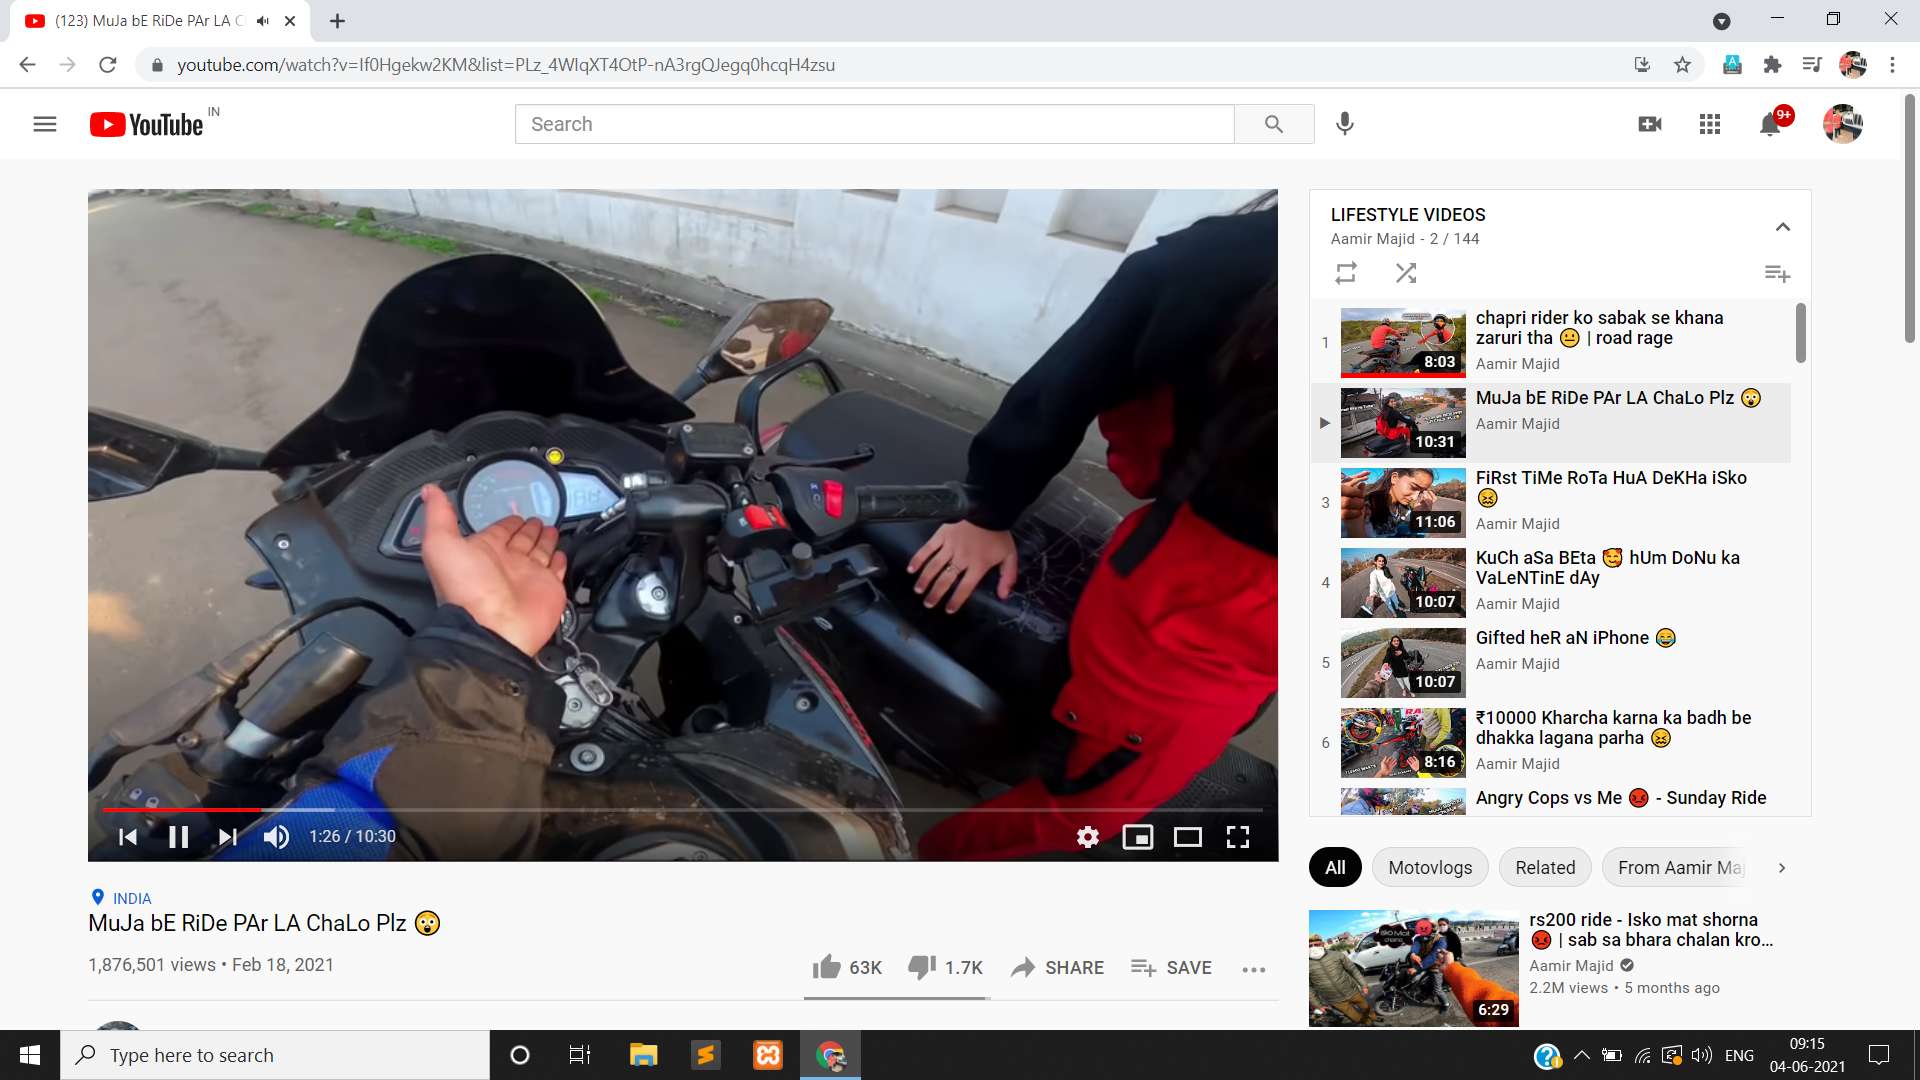 (123) MuJa bE RiDe PAr LA C
youtube.com/watch?v=If0Hgekw2KM&list=PLz_4WIqXT4OtP-nA3rgQJegq0hcqH4zsu
YouTube IN
Search
9+
LIFESTYLE VIDEOS
Aamir Majid - 2 / 144
1
chapri rider ko sabak se khana
zaruri tha 😐 | road rage
8:03
Aamir Majid
MuJa bE RiDe PAr LA ChaLo Plz 😲
Aamir Majid
10:31
3
FiRst TiMe RoTa HuA DeKHa iSko
😖
11:06
Aamir Majid
4
KuCh aSa BEta 🥰 hUm DoNu ka
VaLeNTinE dAy
10:07
Aamir Majid
5
Gifted heR aN iPhone 😂
Aamir Majid
10:07
6
₹10000 Kharcha karna ka badh be
dhakka lagana parha 😖
8:16
Aamir Majid
Angry Cops vs Me 😡 - Sunday Ride
1:26 / 10:30
All
Motovlogs
Related
From Aamir Maj
INDIA
MuJa bE RiDe PAr LA ChaLo Plz 😲
1,876,501 views • Feb 18, 2021
63K
1.7K
SHARE
SAVE
rs200 ride - Isko mat shorna
😡 | sab sa bhara chalan kro...
Aamir Majid
2.2M views • 5 months ago
6:29
Type here to search
ENG
09:15
04-06-2021